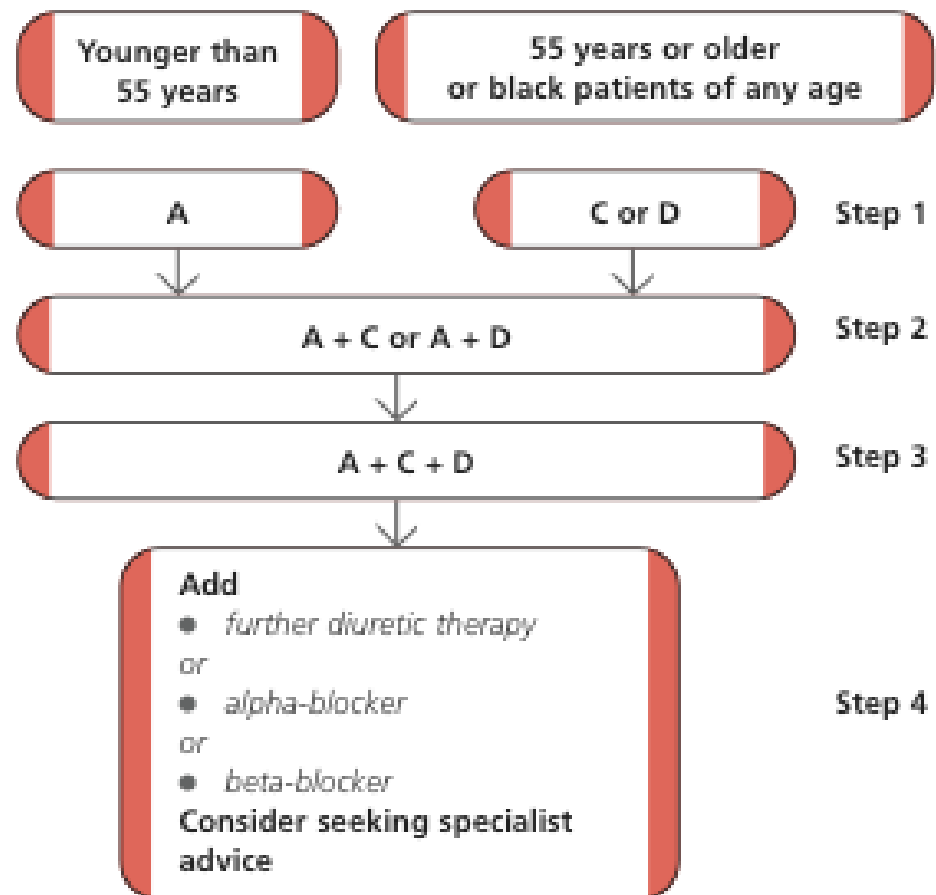 Younger than
55 years
55 years or older
or black patients of any age
A
C or D
Step 1
A + C or A + D
Step 2
A + C + D
Step 3
Add
● further diuretic therapy
or
● alpha-blocker
or
● beta-blocker
Consider seeking specialist
advice
Step 4